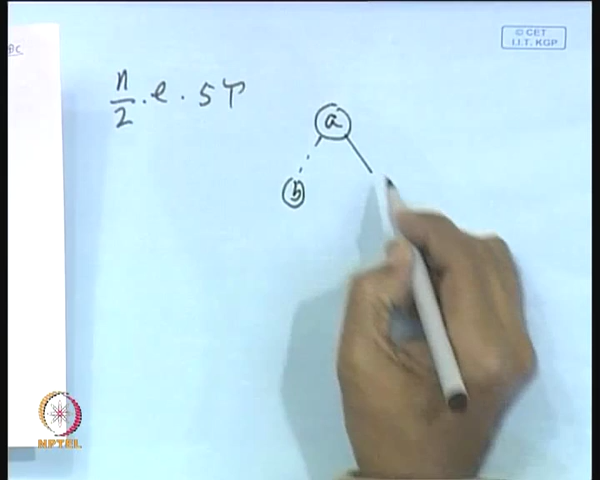 © CET
I.I.T. KGP
n/2 . e . 5T
a
b
NPTEL